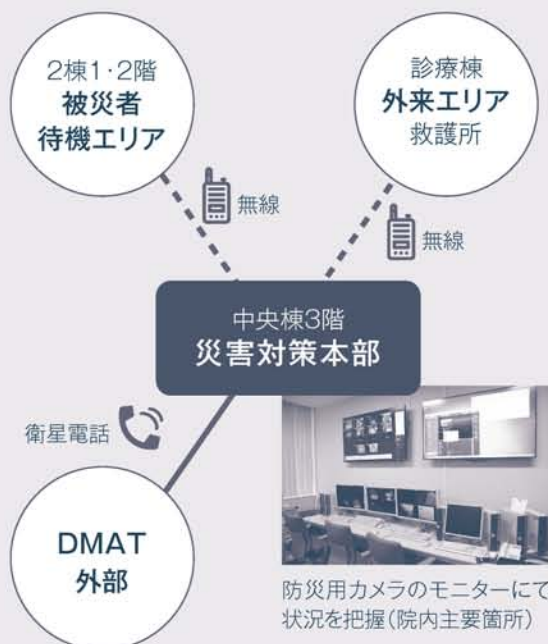 2棟1・2階
被災者
待機エリア
診療棟
外来エリア
救護所
無線
無線
中央棟3階
災害対策本部
衛星電話
DMAT
外部
防災用カメラのモニターにて
状況を把握(院内主要箇所)